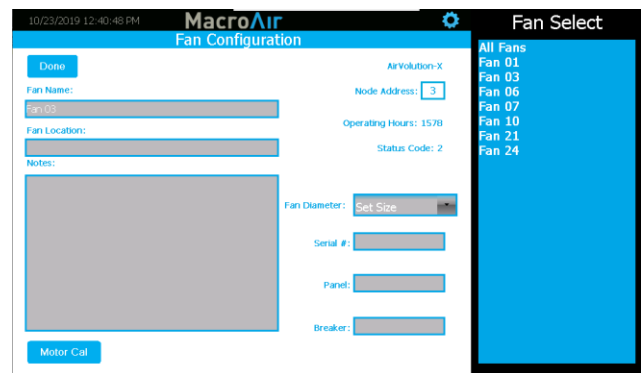 10/23/2019 12:40:48 PM
MacroAir
Fan Configuration
Done
AirVolution-X
Fan Name:
Node Address: 3
Fan 03
Operating Hours: 1578
Fan Location:
Status Code: 2
Notes:
Fan Diameter: Set Size
Serial #:
Panel:
Breaker:
Motor Cal
Fan Select
All Fans
Fan 01
Fan 03
Fan 06
Fan 07
Fan 10
Fan 21
Fan 24